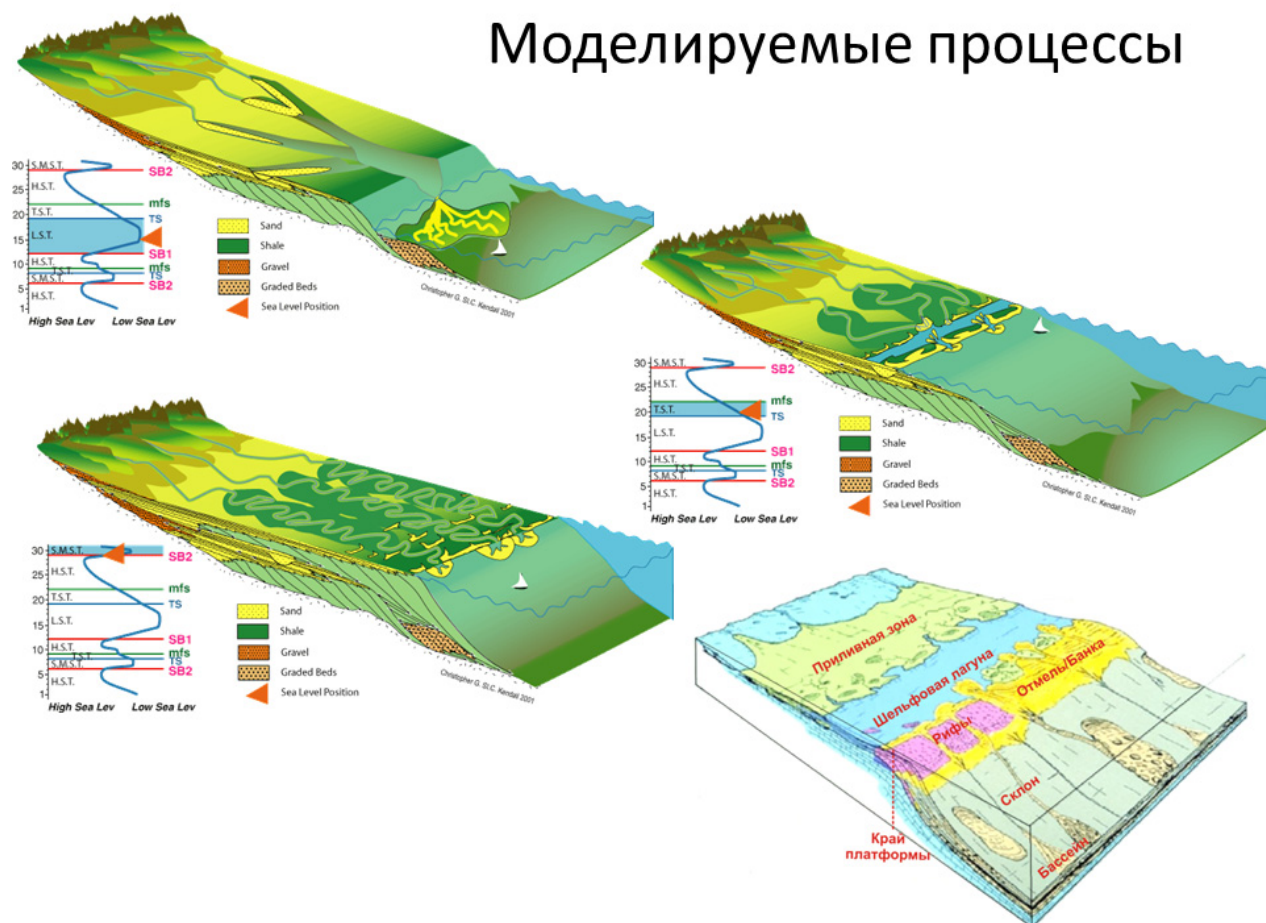 Моделируемые процессы
30
25
20
15
10
5
1
S.M.S.T.
H.S.T.
T.S.T.
L.S.T.
H.S.T.
T.S.T.
S.M.S.T.
H.S.T.
SB2
mfs
TS
SB1
mfs
TS
SB2
High Sea Lev Low Sea Lev
Sand
Shale
Gravel
Graded Beds
Sea Level Position
Christopher G. St.C. Kendall 2001
30
25
20
15
10
5
1
S.M.S.T.
H.S.T.
T.S.T.
L.S.T.
H.S.T.
T.S.T.
S.M.S.T.
H.S.T.
SB2
mfs
TS
SB1
mfs
TS
SB2
High Sea Lev Low Sea Lev
Sand
Shale
Gravel
Graded Beds
Sea Level Position
Christopher G. St.C. Kendall 2001
30
25
20
15
10
5
1
S.M.S.T.
H.S.T.
T.S.T.
L.S.T.
H.S.T.
T.S.T.
S.M.S.T.
H.S.T.
SB2
mfs
TS
SB1
mfs
TS
SB2
High Sea Lev Low Sea Lev
Sand
Shale
Gravel
Graded Beds
Sea Level Position
Christopher G. St.C. Kendall 2001
Приливная зона
Шельфовая лагуна
Отмель/Банка
Рифы
Склон
Край
платформы
Бассейн